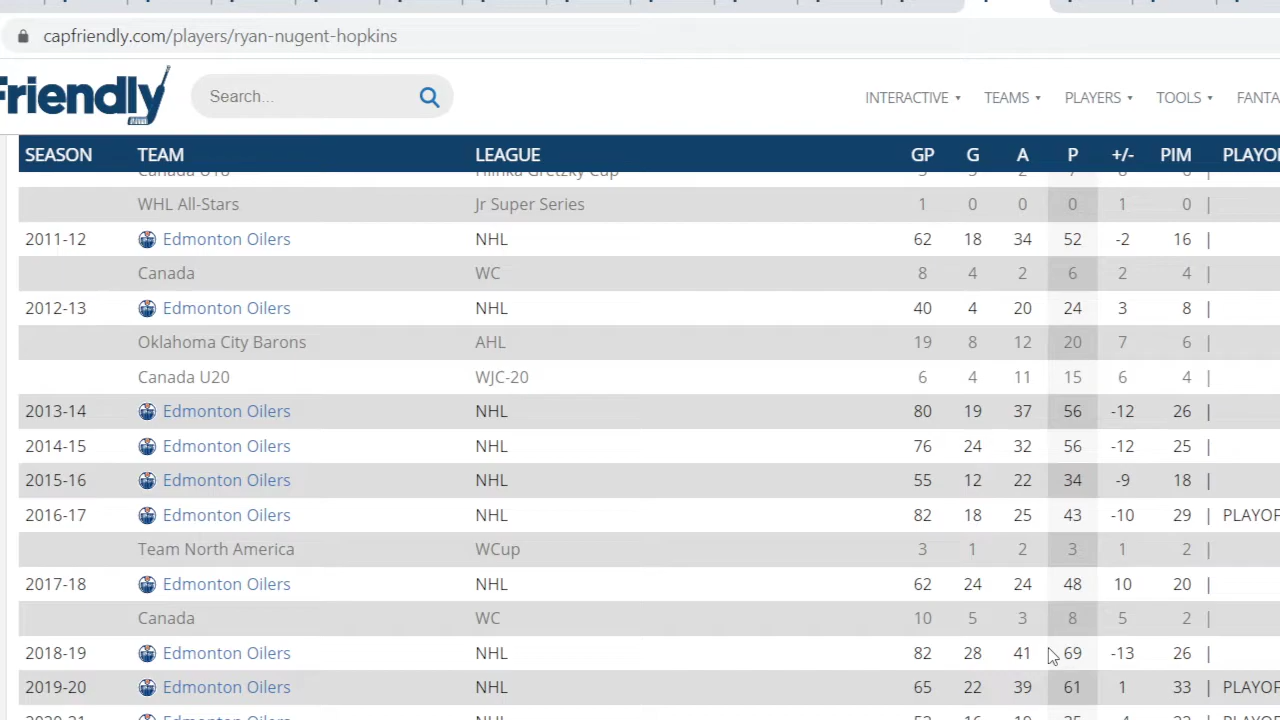 capfriendly.com/players/ryan-nugent-hopkins
Friendly Search... INTERACTIVE TEAMS PLAYERS TOOLS FANTA
SEASON TEAM LEAGUE GP G A P +/- PIM PLAYO
WHL All-Stars Jr Super Series 1 0 0 0 1 0 |
2011-12 Edmonton Oilers NHL 62 18 34 52 -2 16 |
Canada WC 8 4 2 6 2 4 |
2012-13 Edmonton Oilers NHL 40 4 20 24 3 8 |
Oklahoma City Barons AHL 19 8 12 20 7 6 |
Canada U20 WJC-20 6 4 11 15 6 4 |
2013-14 Edmonton Oilers NHL 80 19 37 56 -12 26 |
2014-15 Edmonton Oilers NHL 76 24 32 56 -12 25 |
2015-16 Edmonton Oilers NHL 55 12 22 34 -9 18 |
2016-17 Edmonton Oilers NHL 82 18 25 43 -10 29 | PLAYOF
Team North America WCup 3 1 2 3 1 2 |
2017-18 Edmonton Oilers NHL 62 24 24 48 10 20 |
Canada WC 10 5 3 8 5 2 |
2018-19 Edmonton Oilers NHL 82 28 41 69 -13 26 |
2019-20 Edmonton Oilers NHL 65 22 39 61 1 33 | PLAYOF